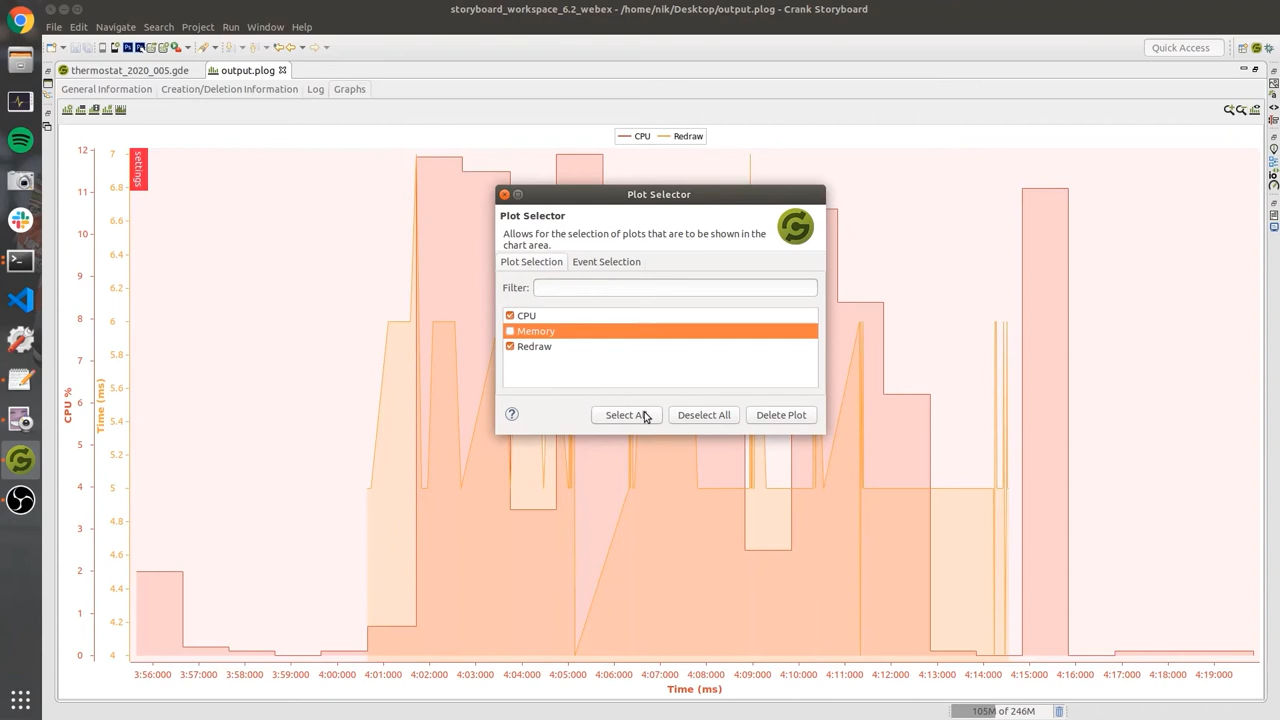 storyboard_workspace_6.2_webex - /home/nik/Desktop/output.plog - Crank Storyboard
File Edit Navigate Search Project Run Window Help
Quick Access
thermostat_2020_005.gde output.plog
General Information Creation/Deletion Information Log Graphs
CPU Redraw
settings
CPU %
12
11
10
9
8
7
6
5
4
3
2
1
0
Time (ms)
7
6.8
6.6
6.4
6.2
6
5.8
5.6
5.4
5.2
5
4.8
4.6
4.4
4.2
4
Plot Selector
Plot Selector
Allows for the selection of plots that are to be shown in the
chart area.
Plot Selection Event Selection
Filter:
CPU
Memory
Redraw
Select All Deselect All Delete Plot
3:56:000 3:57:000 3:58:000 3:59:000 4:00:000 4:01:000 4:02:000 4:03:000 4:04:000 4:05:000 4:06:000 4:07:000 4:08:000 4:09:000 4:10:000 4:11:000 4:12:000 4:13:000 4:14:000 4:15:000 4:16:000 4:17:000 4:18:000 4:19:000
Time (ms)
105M of 246M